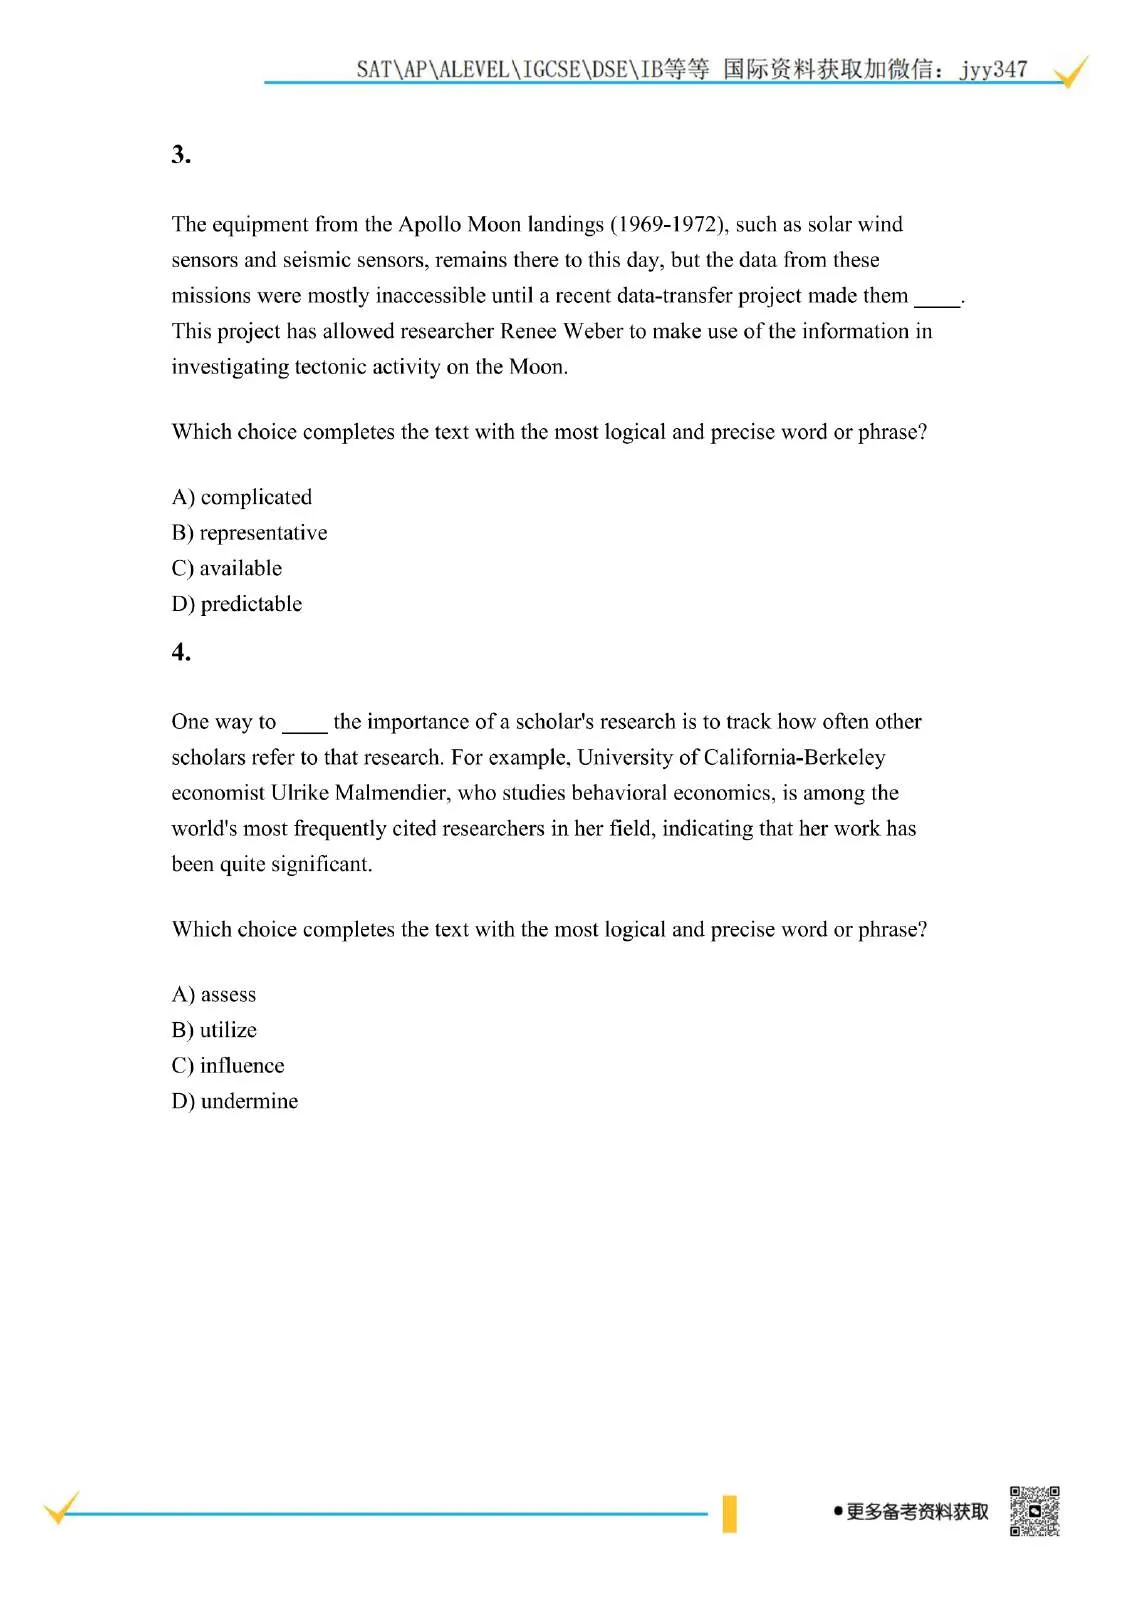 SAT\AP\ALEVEL\IGCSE\DSE\IB等等 国际资料获取加微信：jyy347
3.
The equipment from the Apollo Moon landings (1969-1972), such as solar wind
sensors and seismic sensors, remains there to this day, but the data from these
missions were mostly inaccessible until a recent data-transfer project made them ____.
This project has allowed researcher Renee Weber to make use of the information in
investigating tectonic activity on the Moon.
Which choice completes the text with the most logical and precise word or phrase?
A) complicated
B) representative
C) available
D) predictable
4.
One way to ____ the importance of a scholar's research is to track how often other
scholars refer to that research. For example, University of California-Berkeley
economist Ulrike Malmendier, who studies behavioral economics, is among the
world's most frequently cited researchers in her field, indicating that her work has
been quite significant.
Which choice completes the text with the most logical and precise word or phrase?
A) assess
B) utilize
C) influence
D) undermine
•更多备考资料获取